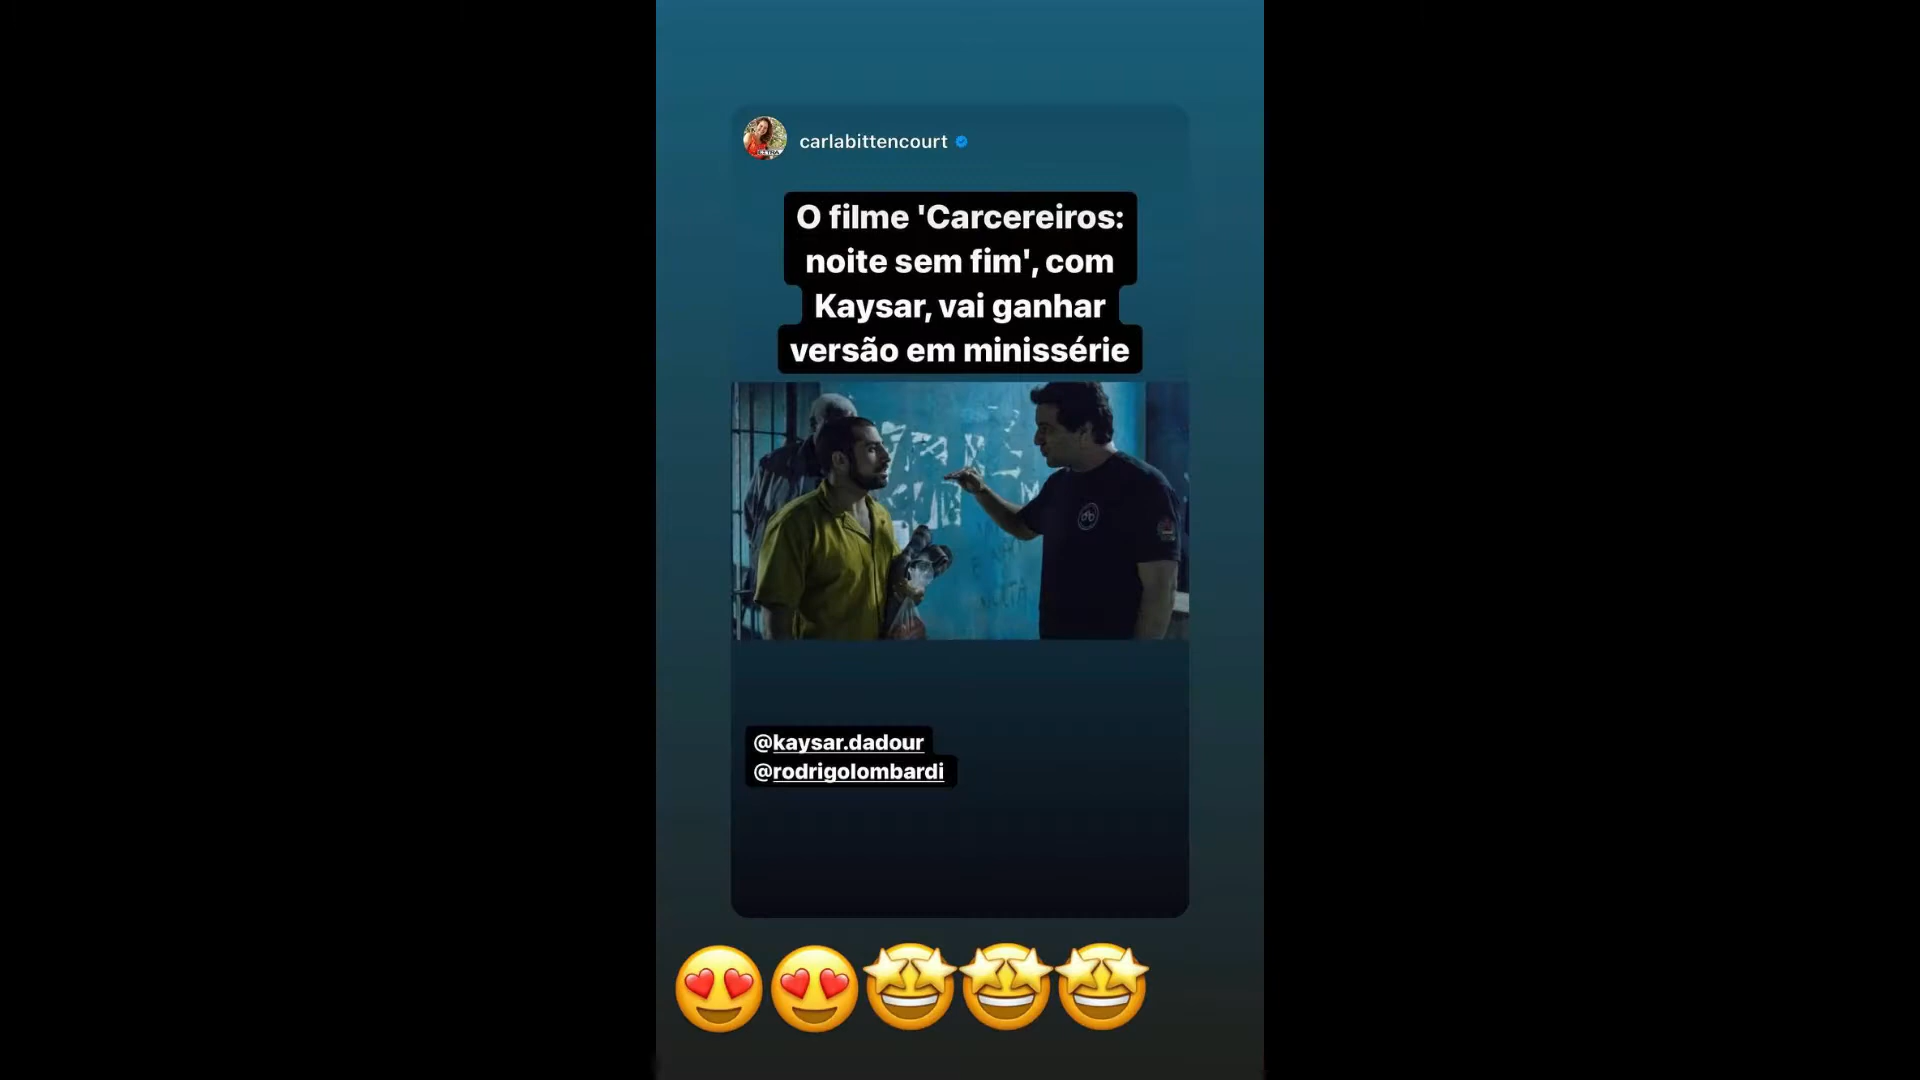 carlabittencourt
O filme 'Carcereiros:
noite sem fim', com
Kaysar, vai ganhar
versão em minissérie
@kaysar.dadour
@rodrigolombardi